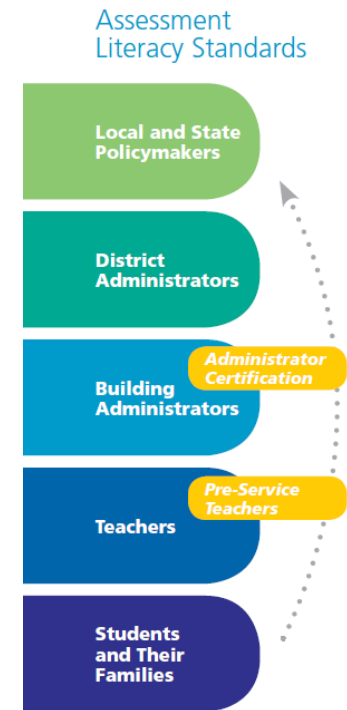 Assessment
Literacy Standards
Local and State
Policymakers
District
Administrators
Administrator
Certification
Building
Administrators
Pre-Service
Teachers
Teachers
Students
and Their
Families